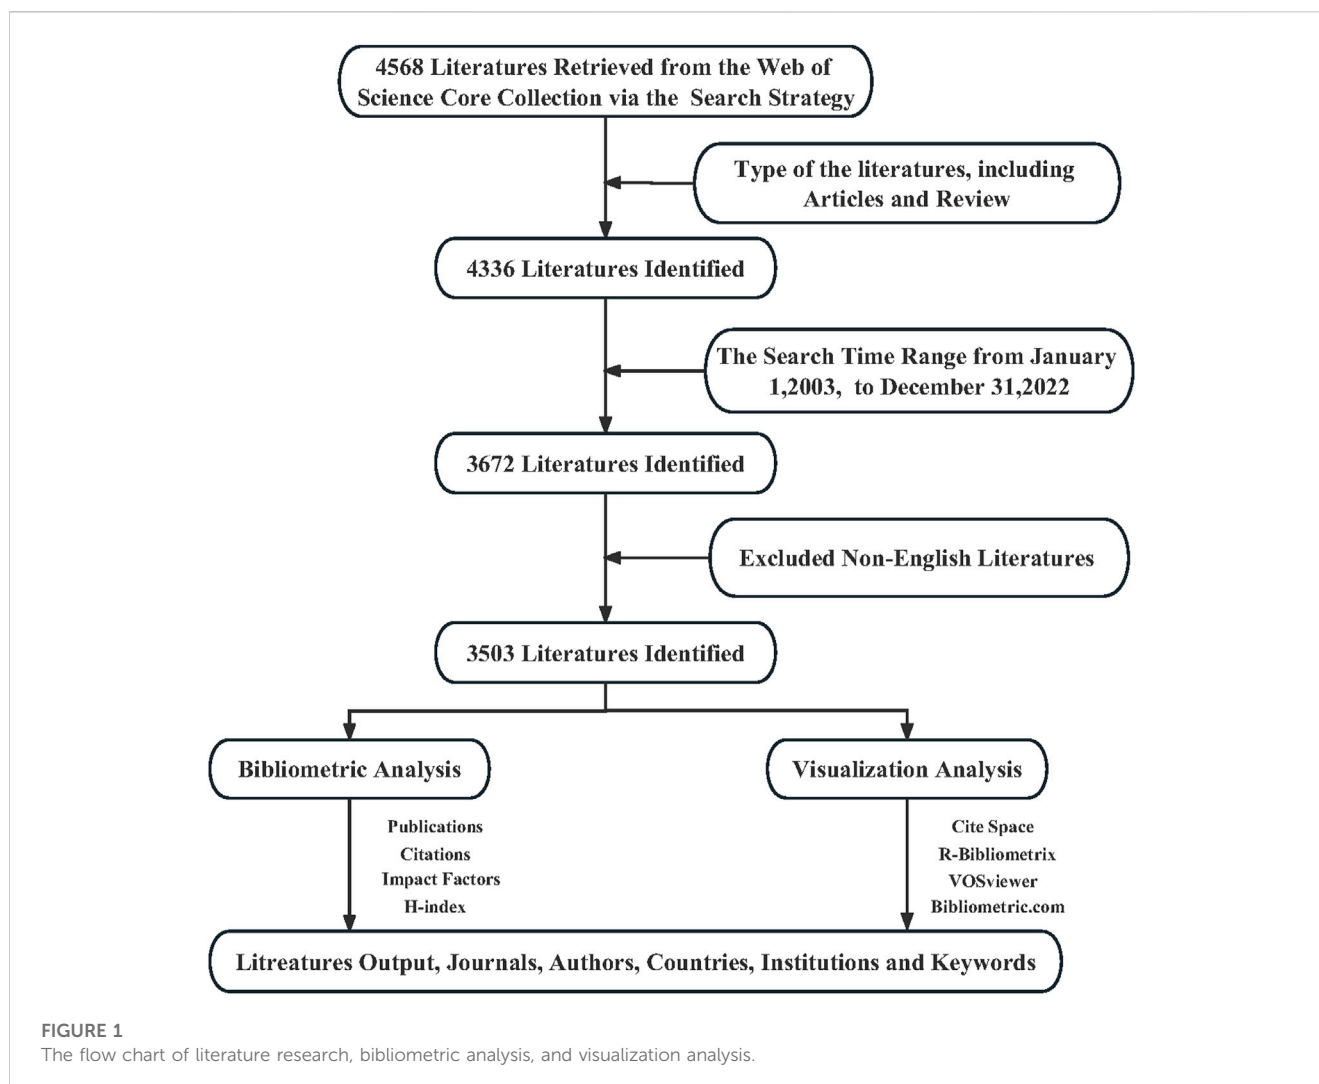 4568 Literatures Retrieved from the Web of
Science Core Collection via the Search Strategy
Type of the literatures, including
Articles and Review
4336 Literatures Identified
The Search Time Range from January
1,2003, to December 31,2022
3672 Literatures Identified
Excluded Non-English Literatures
3503 Literatures Identified
Bibliometric Analysis
Visualization Analysis
Publications
Citations
Impact Factors
H-index
Cite Space
R-Bibliometrix
VOSviewer
Bibliometric.com
Litreatures Output, Journals, Authors, Countries, Institutions and Keywords
FIGURE 1
The flow chart of literature research, bibliometric analysis, and visualization analysis.